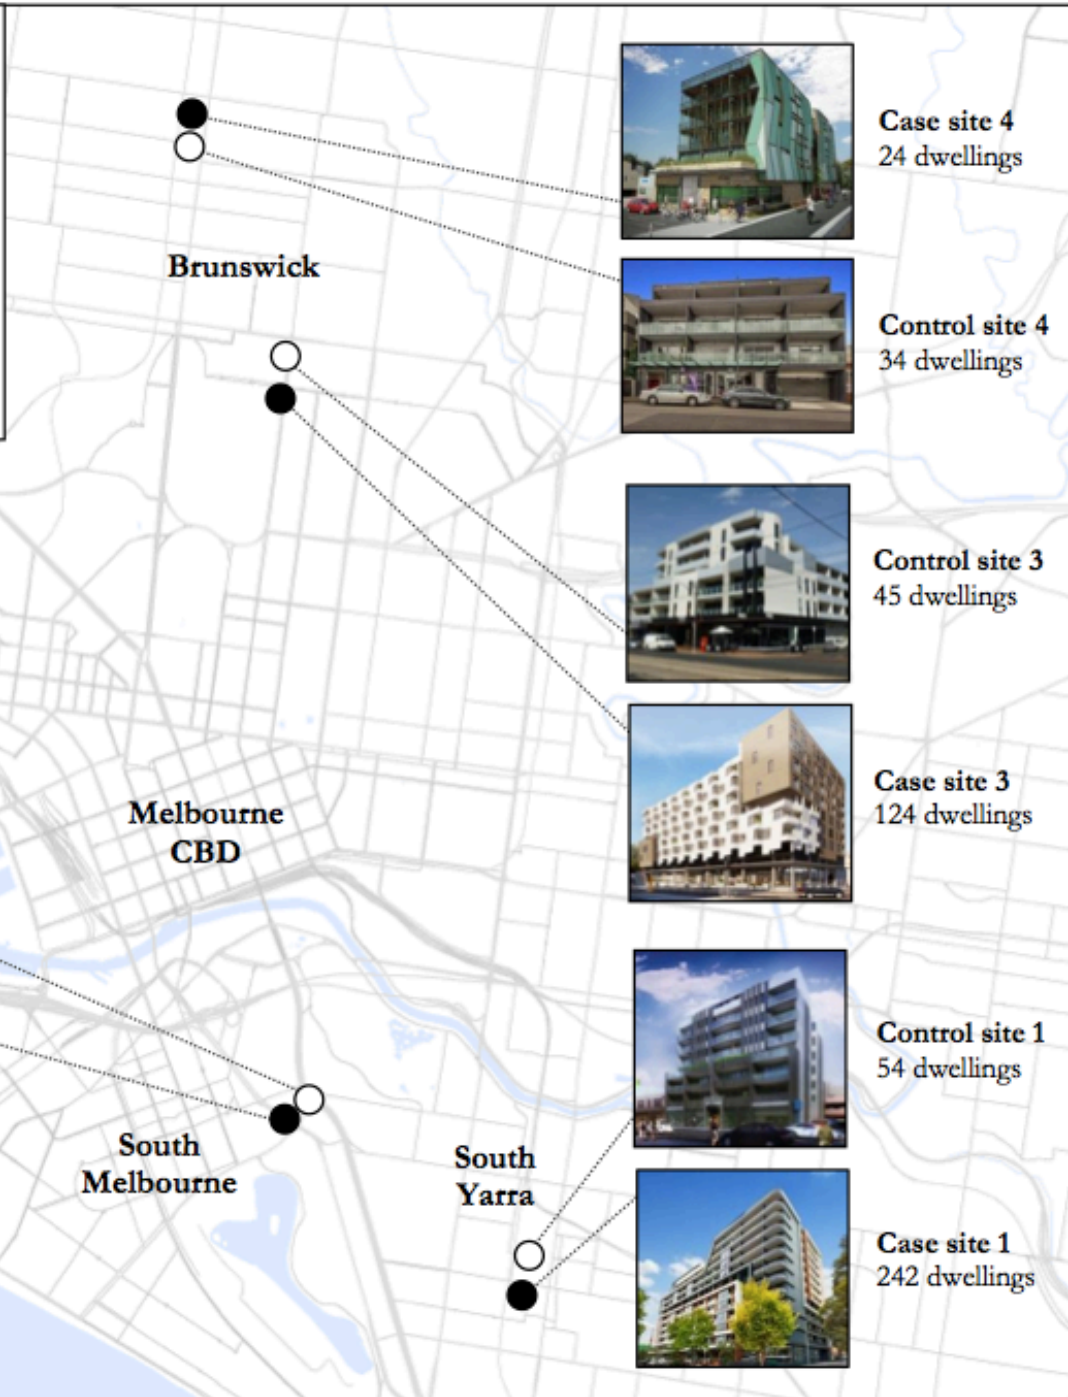 Case site 4
24 dwellings
Brunswick
Control site 4
34 dwellings
Control site 3
45 dwellings
Case site 3
124 dwellings
Melbourne
CBD
Control site 1
54 dwellings
South
Melbourne
South
Yarra
Case site 1
242 dwellings